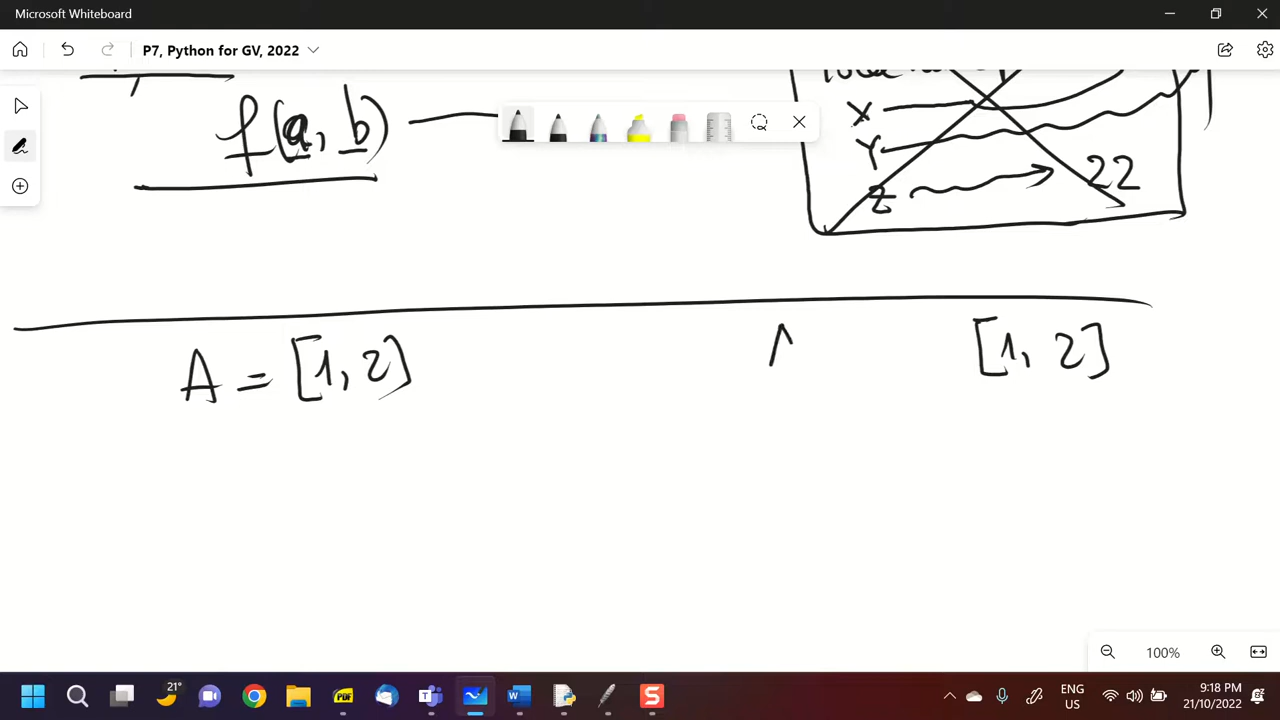 Microsoft Whiteboard
P7, Python for GV, 2022
f(a, b)
X
Y
Z 22
A = [1, 2]
[1, 2]
100%
21°
ENG
US
9:18 PM
21/10/2022